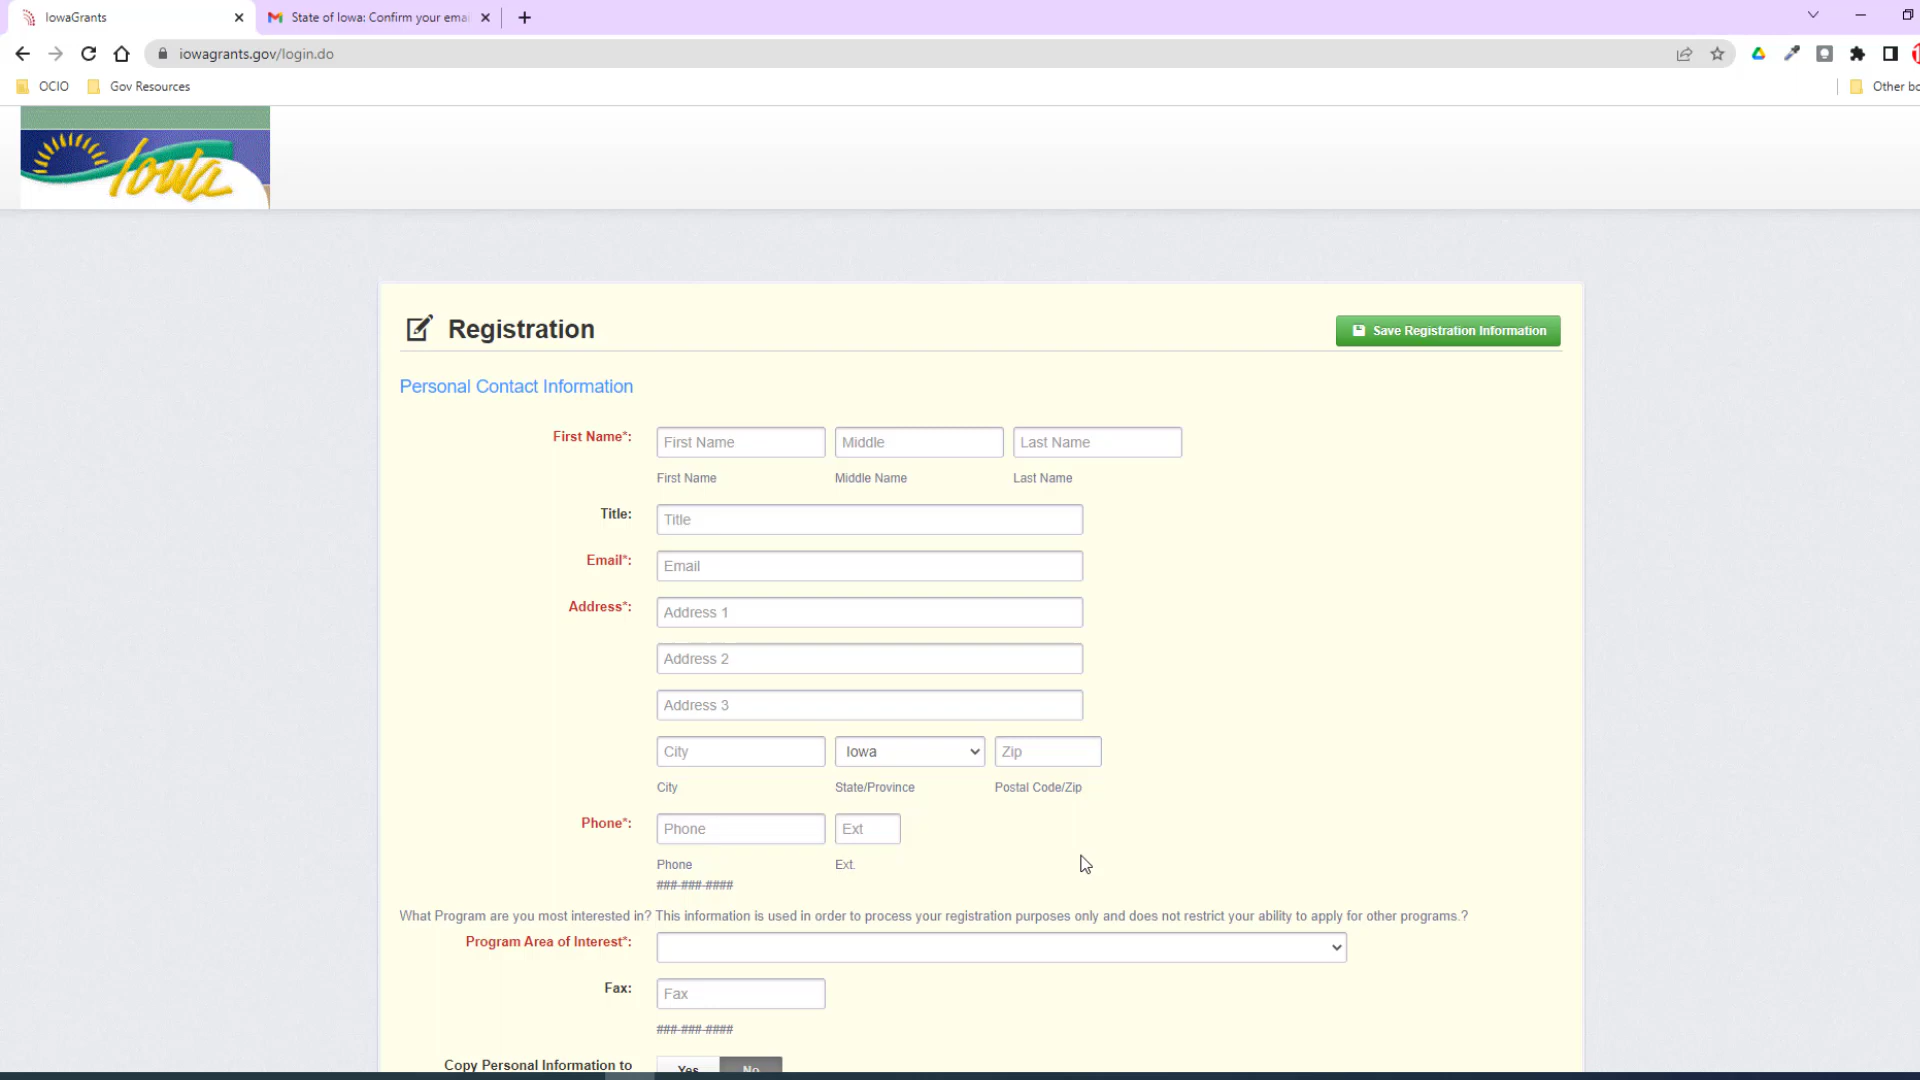 IowaGrants
State of Iowa: Confirm your emai
iowagrants.gov/login.do
OCIO
Gov Resources
Other bo
Iowa
Registration
Save Registration Information
Personal Contact Information
First Name*:
First Name
Middle
Last Name
First Name
Middle Name
Last Name
Title:
Title
Email*:
Email
Address*:
Address 1
Address 2
Address 3
City
Iowa
Zip
City
State/Province
Postal Code/Zip
Phone*:
Phone
Ext
Phone
Ext.
###-###-####
What Program are you most interested in? This information is used in order to process your registration purposes only and does not restrict your ability to apply for other programs.?
Program Area of Interest*:
Fax:
Fax
###-###-####
Copy Personal Information to
Yes
No